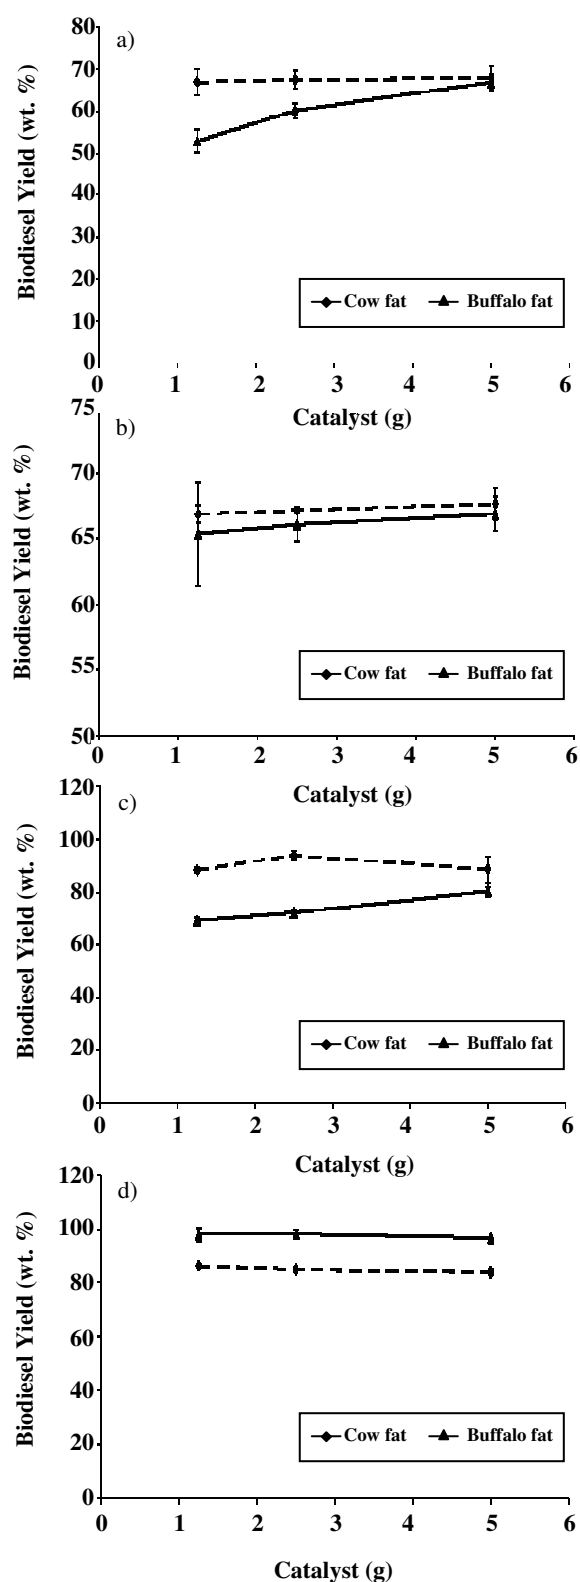 a)
Biodiesel Yield (wt. %)
80
70
60
50
40
30
20
10
0
Cow fat Buffalo fat
0 1 2 3 4 5 6
Catalyst (g)
b)
Biodiesel Yield (wt. %)
75
70
65
60
55
50
Cow fat Buffalo fat
0 1 2 3 4 5 6
Catalyst (g)
c)
Biodiesel Yield (wt. %)
120
100
80
60
40
20
0
Cow fat Buffalo fat
0 1 2 3 4 5 6
Catalyst (g)
d)
Biodiesel Yield (wt. %)
120
100
80
60
40
20
0
Cow fat Buffalo fat
0 1 2 3 4 5 6
Catalyst (g)